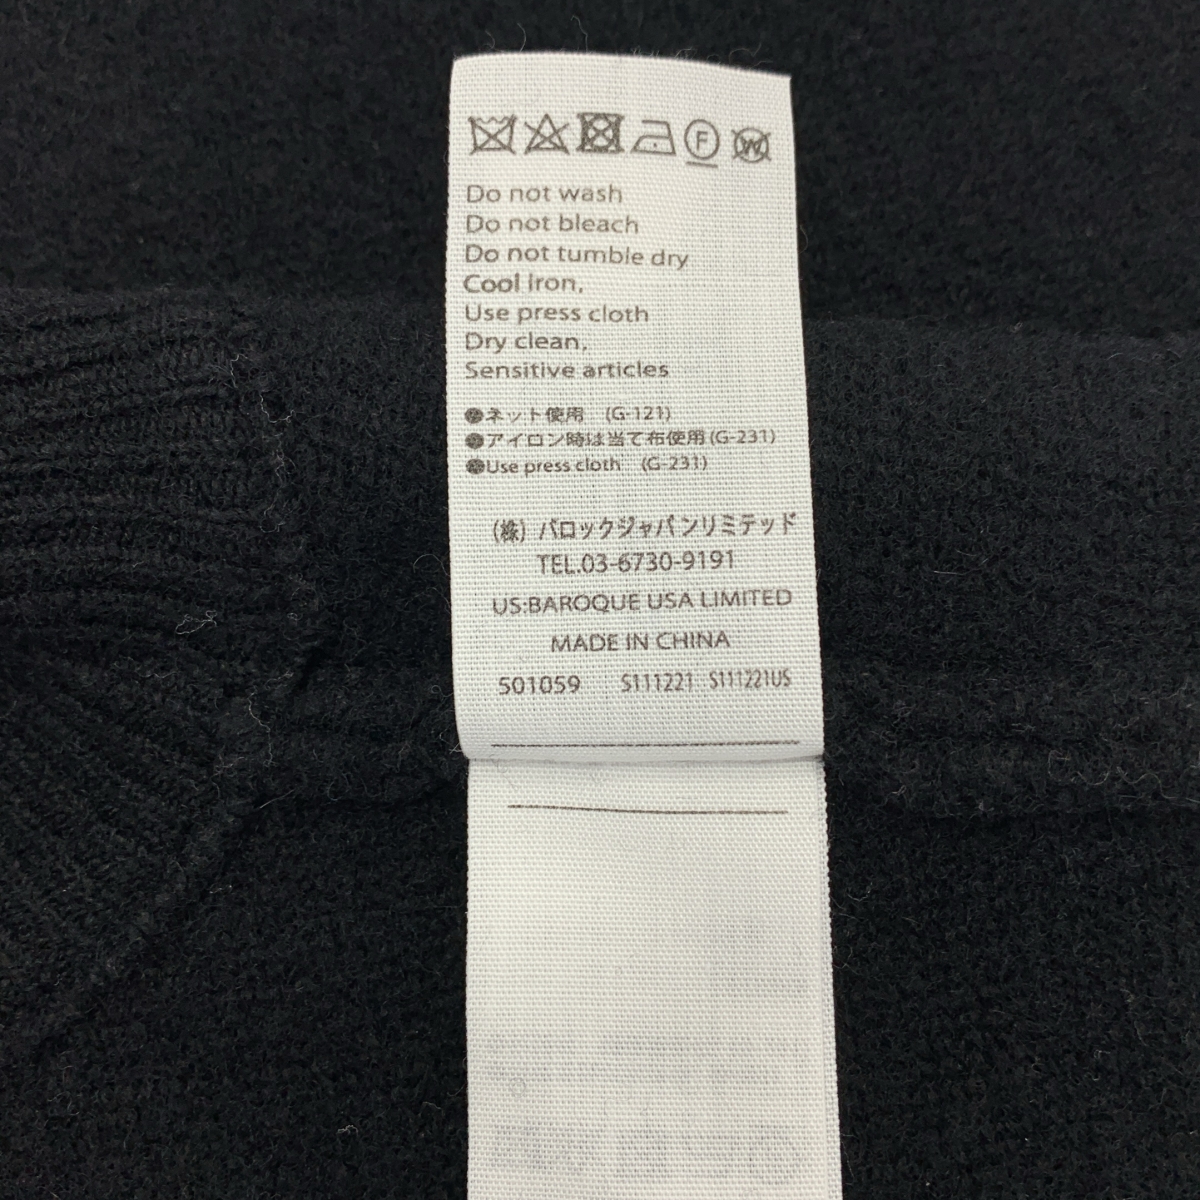 F W
Do not wash
Do not bleach
Do not tumble dry
Cool iron,
Use press cloth
Dry clean,
Sensitive articles
●ネット使用 (G-121)
●アイロン時は当て布使用(G-231)
●Use press cloth (G-231)
(株) バロックジャパンリミテッド
TEL.03-6730-9191
US:BAROQUE USA LIMITED
MADE IN CHINA
501059 S111221 S111221US